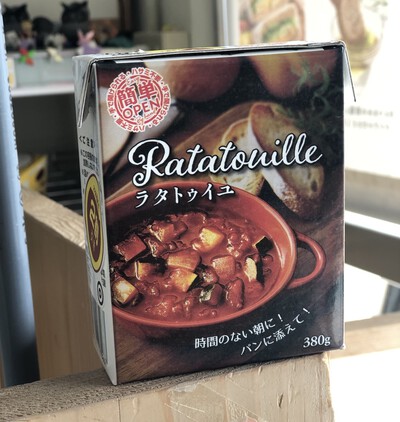 簡単
OPEN
Ratatouille
ラタトゥイユ
時間のない朝に!
パンに添えて!
380g